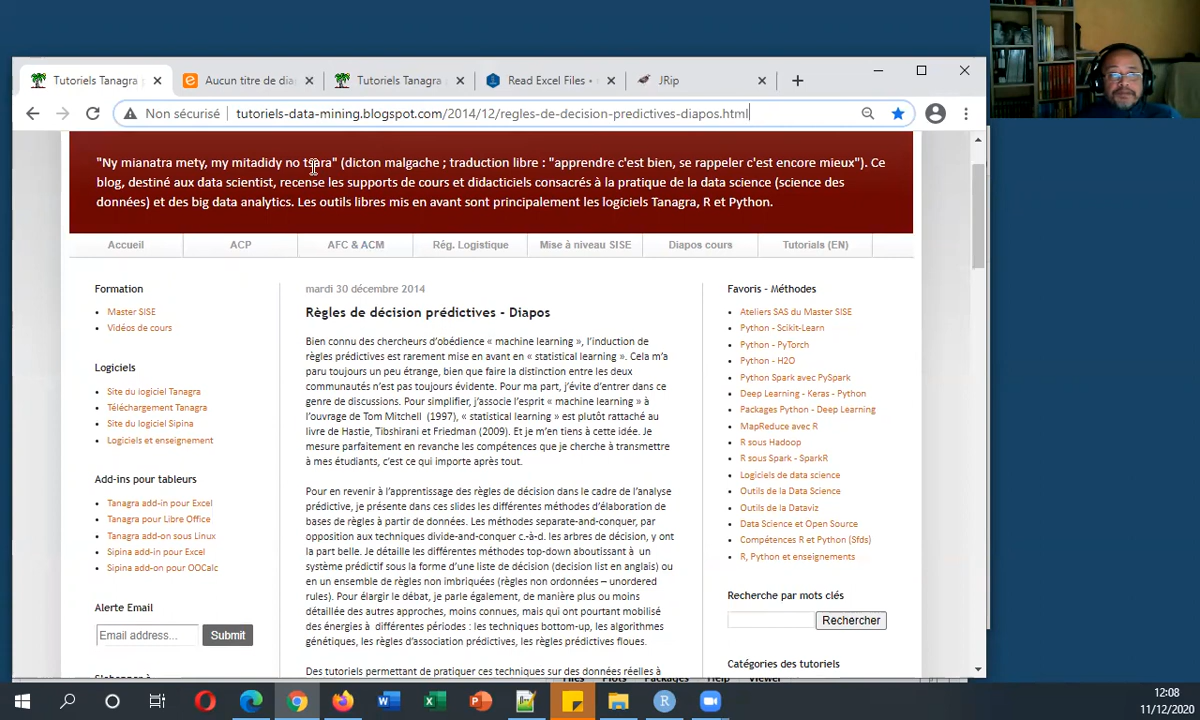 Tutoriels Tanagra
Aucun titre de dia
Tutoriels Tanagra
Read Excel Files •
JRip
Non sécurisé
tutoriels-data-mining.blogspot.com/2014/12/regles-de-decision-predictives-diapos.html
"Ny mianatra mety, my mitadidy no tsara" (dicton malgache ; traduction libre : "apprendre c'est bien, se rappeler c'est encore mieux"). Ce
blog, destiné aux data scientist, recense les supports de cours et didacticiels consacrés à la pratique de la data science (science des
données) et des big data analytics. Les outils libres mis en avant sont principalement les logiciels Tanagra, R et Python.
Accueil
ACP
AFC & ACM
Rég. Logistique
Mise à niveau SISE
Diapos cours
Tutorials (EN)
Formation
Master SISE
Vidéos de cours
Logiciels
Site du logiciel Tanagra
Téléchargement Tanagra
Site du logiciel Sipina
Logiciels et enseignement
Add-ins pour tableurs
Tanagra add-in pour Excel
Tanagra pour Libre Office
Tanagra add-on sous Linux
Sipina add-in pour Excel
Sipina add-on pour OOCalc
Alerte Email
Email address...
Submit
mardi 30 décembre 2014
Règles de décision prédictives - Diapos
Bien connu des chercheurs d'obédience « machine learning », l'induction de
règles prédictives est rarement mise en avant en « statistical learning ». Cela m'a
paru toujours un peu étrange, bien que faire la distinction entre les deux
communautés n'est pas toujours évidente. Pour ma part, j'évite d'entrer dans ce
genre de discussions. Pour simplifier, j'associe l'esprit « machine learning » à
l'ouvrage de Tom Mitchell (1997), « statistical learning » est plutôt rattaché au
livre de Hastie, Tibshirani et Friedman (2009). Et je m'en tiens à cette idée. Je
mesure parfaitement en revanche les compétences que je cherche à transmettre
à mes étudiants, c'est ce qui importe après tout.
Pour en revenir à l'apprentissage des règles de décision dans le cadre de l'analyse
prédictive, je présente dans ces slides les différentes méthodes d'élaboration de
bases de règles à partir de données. Les méthodes separate-and-conquer, par
opposition aux techniques divide-and-conquer c.-à-d. les arbres de décision, y ont
la part belle. Je détaille les différentes méthodes top-down aboutissant à un
système prédictif sous la forme d'une liste de décision (decision list en anglais) ou
en un ensemble de règles non imbriquées (règles non ordonnées – unordered
rules). Pour élargir le débat, je parle également, de manière plus ou moins
détaillée des autres approches, moins connues, mais qui ont pourtant mobilisé
des énergies à différentes périodes : les techniques bottom-up, les algorithmes
génétiques, les règles d'association prédictives, les règles prédictives floues.
Des tutoriels permettant de pratiquer ces techniques sur des données réelles à
Favoris - Méthodes
Ateliers SAS du Master SISE
Python - Scikit-Learn
Python - PyTorch
Python - H2O
Python Spark avec PySpark
Deep Learning - Keras - Python
Packages Python - Deep Learning
MapReduce avec R
R sous Hadoop
R sous Spark - SparkR
Logiciels de data science
Outils de la Data Science
Outils de la Dataviz
Data Science et Open Source
Compétences R et Python (Sfds)
R, Python et enseignements
Recherche par mots clés
Rechercher
Catégories des tutoriels
Files Plots Packages Help Viewer
12:08
11/12/2020